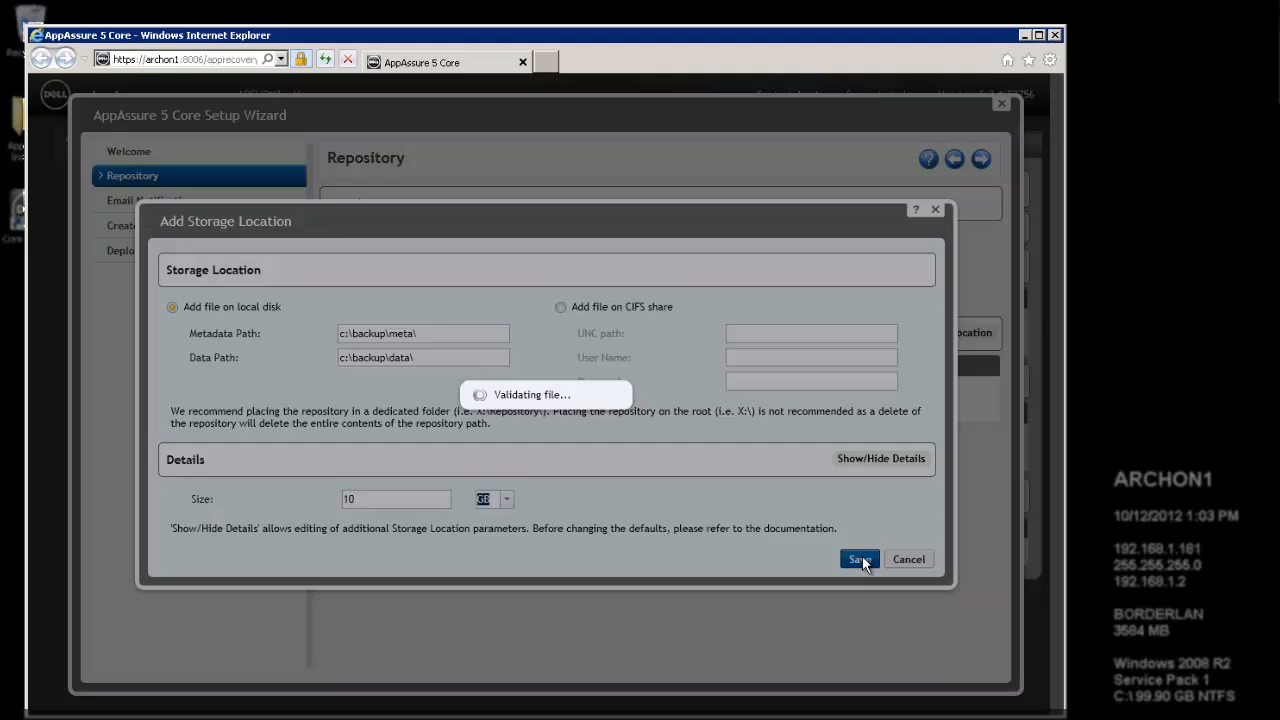 AppAssure 5 Core - Windows Internet Explorer
https://archon1:8006/apprecovery
AppAssure 5 Core
DELL
AppAssure 5 Core Setup Wizard
Welcome
Repository
Repository
Add Storage Location
Storage Location
Add file on local disk
Add file on CIFS share
Metadata Path: c:\backup\meta\
UNC path:
Data Path: c:\backup\data\
User Name:
Validating file...
We recommend placing the repository in a dedicated folder (i.e. X:\Repository\). Placing the repository on the root (i.e. X:\) is not recommended as a delete of
the repository will delete the entire contents of the repository path.
Details
Show/Hide Details
Size: 10 GB
'Show/Hide Details' allows editing of additional Storage Location parameters. Before changing the defaults, please refer to the documentation.
Save Cancel
ARCHON1
10/12/2012 1:03 PM
192.168.1.181
255.255.255.0
192.168.1.2
BORDERLAN
3584 MB
Windows 2008 R2
Service Pack 1
C:\ 99.90 GB NTFS